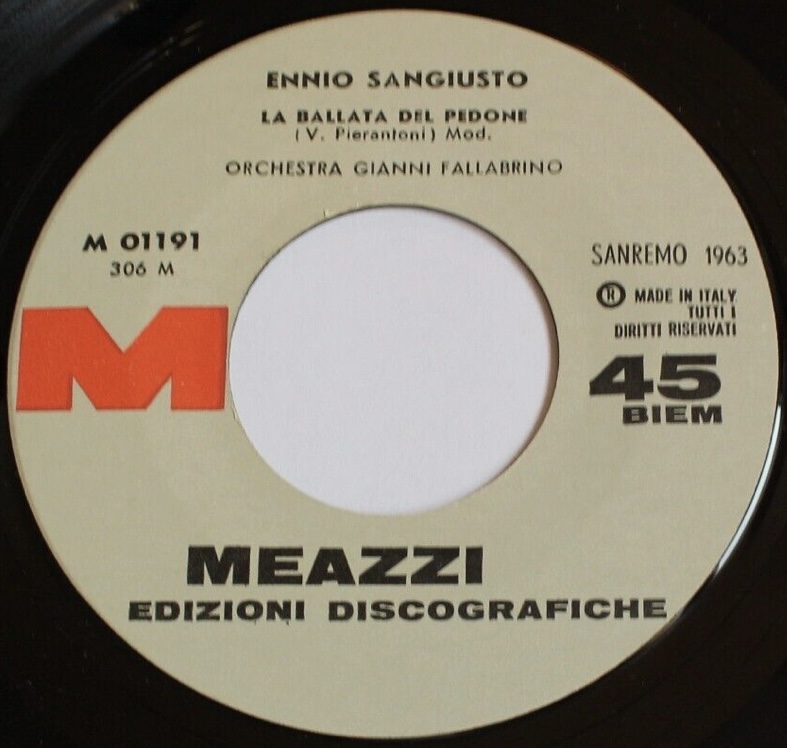 ENNIO SANGIUSTO
LA BALLATA DEL PEDONE
(V. Pierantoni) Mod.
ORCHESTRA GIANNI FALLABRINO
M 01191
306 M
SANREMO 1963
® MADE IN ITALY
TUTTI I
DIRITTI RISERVATI
45
BIEM
M
MEAZZI
EDIZIONI DISCOGRAFICHE